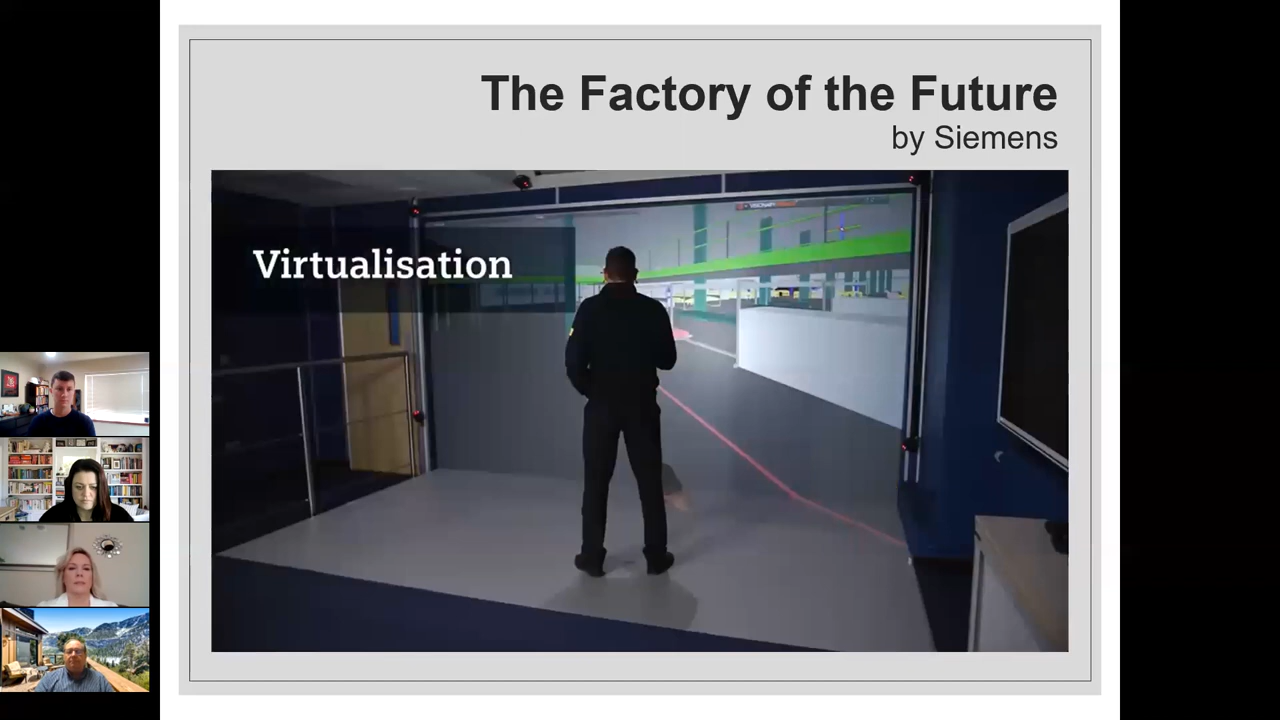 The Factory of the Future
by Siemens
Virtualisation